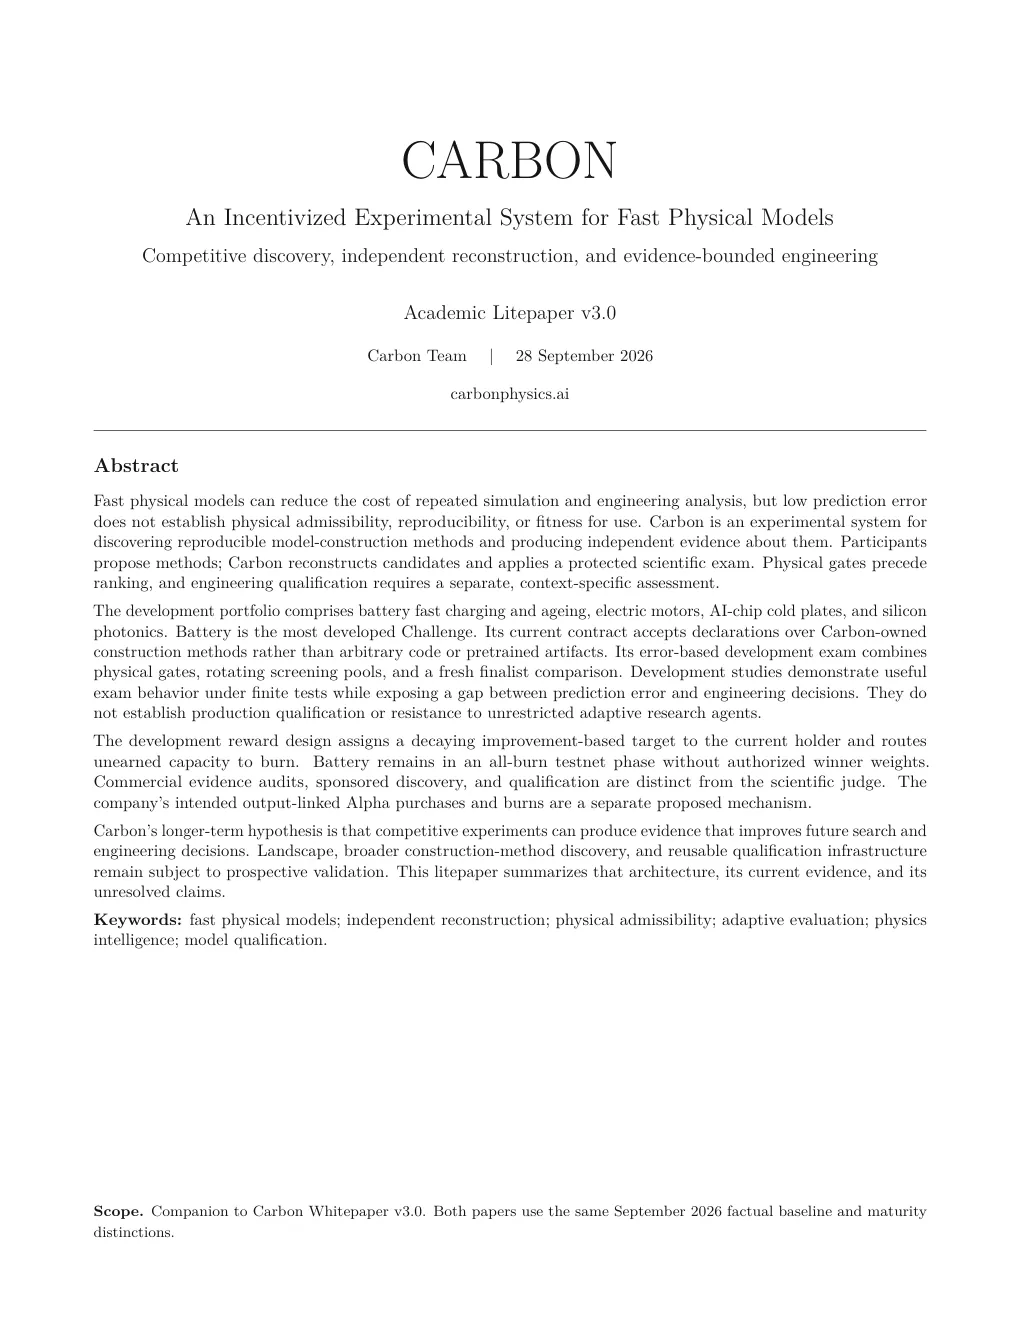 CARBON
An Incentivized Experimental System for Fast Physical Models
Competitive discovery, independent reconstruction, and evidence-bounded engineering
Academic Litepaper v3.0
Carbon Team | 28 September 2026
carbonphysics.ai
Abstract
Fast physical models can reduce the cost of repeated simulation and engineering analysis, but low prediction error
does not establish physical admissibility, reproducibility, or fitness for use. Carbon is an experimental system for
discovering reproducible model-construction methods and producing independent evidence about them. Participants
propose methods; Carbon reconstructs candidates and applies a protected scientific exam. Physical gates precede
ranking, and engineering qualification requires a separate, context-specific assessment.
The development portfolio comprises battery fast charging and ageing, electric motors, AI-chip cold plates, and silicon
photonics. Battery is the most developed Challenge. Its current contract accepts declarations over Carbon-owned
construction methods rather than arbitrary code or pretrained artifacts. Its error-based development exam combines
physical gates, rotating screening pools, and a fresh finalist comparison. Development studies demonstrate useful
exam behavior under finite tests while exposing a gap between prediction error and engineering decisions. They do
not establish production qualification or resistance to unrestricted adaptive research agents.
The development reward design assigns a decaying improvement-based target to the current holder and routes
unearned capacity to burn. Battery remains in an all-burn testnet phase without authorized winner weights.
Commercial evidence audits, sponsored discovery, and qualification are distinct from the scientific judge. The
company's intended output-linked Alpha purchases and burns are a separate proposed mechanism.
Carbon's longer-term hypothesis is that competitive experiments can produce evidence that improves future search and
engineering decisions. Landscape, broader construction-method discovery, and reusable qualification infrastructure
remain subject to prospective validation. This litepaper summarizes that architecture, its current evidence, and its
unresolved claims.
Keywords: fast physical models; independent reconstruction; physical admissibility; adaptive evaluation; physics
intelligence; model qualification.
Scope. Companion to Carbon Whitepaper v3.0. Both papers use the same September 2026 factual baseline and maturity
distinctions.